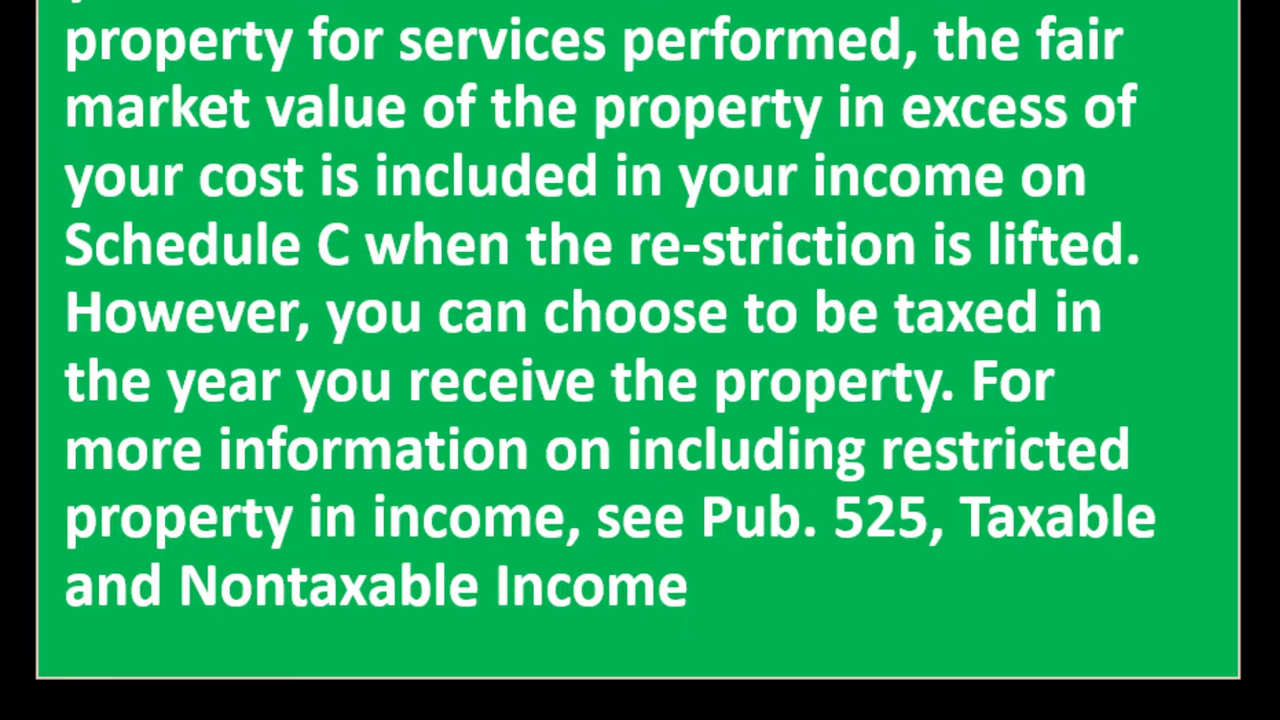 property for services performed, the fair
market value of the property in excess of
your cost is included in your income on
Schedule C when the re-striction is lifted.
However, you can choose to be taxed in
the year you receive the property. For
more information on including restricted
property in income, see Pub. 525, Taxable
and Nontaxable Income